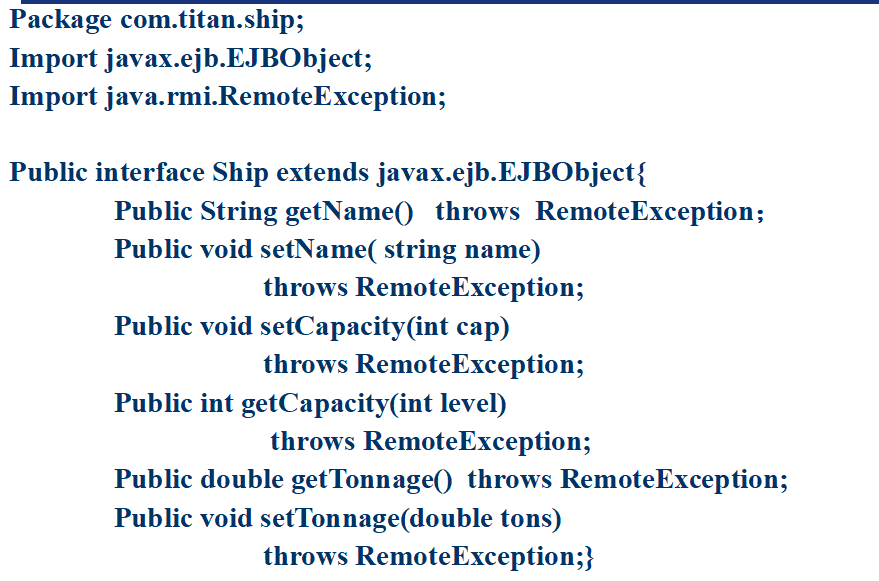 Package com.titan.ship;
Import javax.ejb.EJBObject;
Import java.rmi.RemoteException;
Public interface Ship extends javax.ejb.EJBObject{
Public String getName()   throws  RemoteException；
Public void setName( string name)
throws RemoteException;
Public void setCapacity(int cap)
throws RemoteException;
Public int getCapacity(int level)
throws RemoteException;
Public double getTonnage()  throws RemoteException;
Public void setTonnage(double tons)
throws RemoteException;}